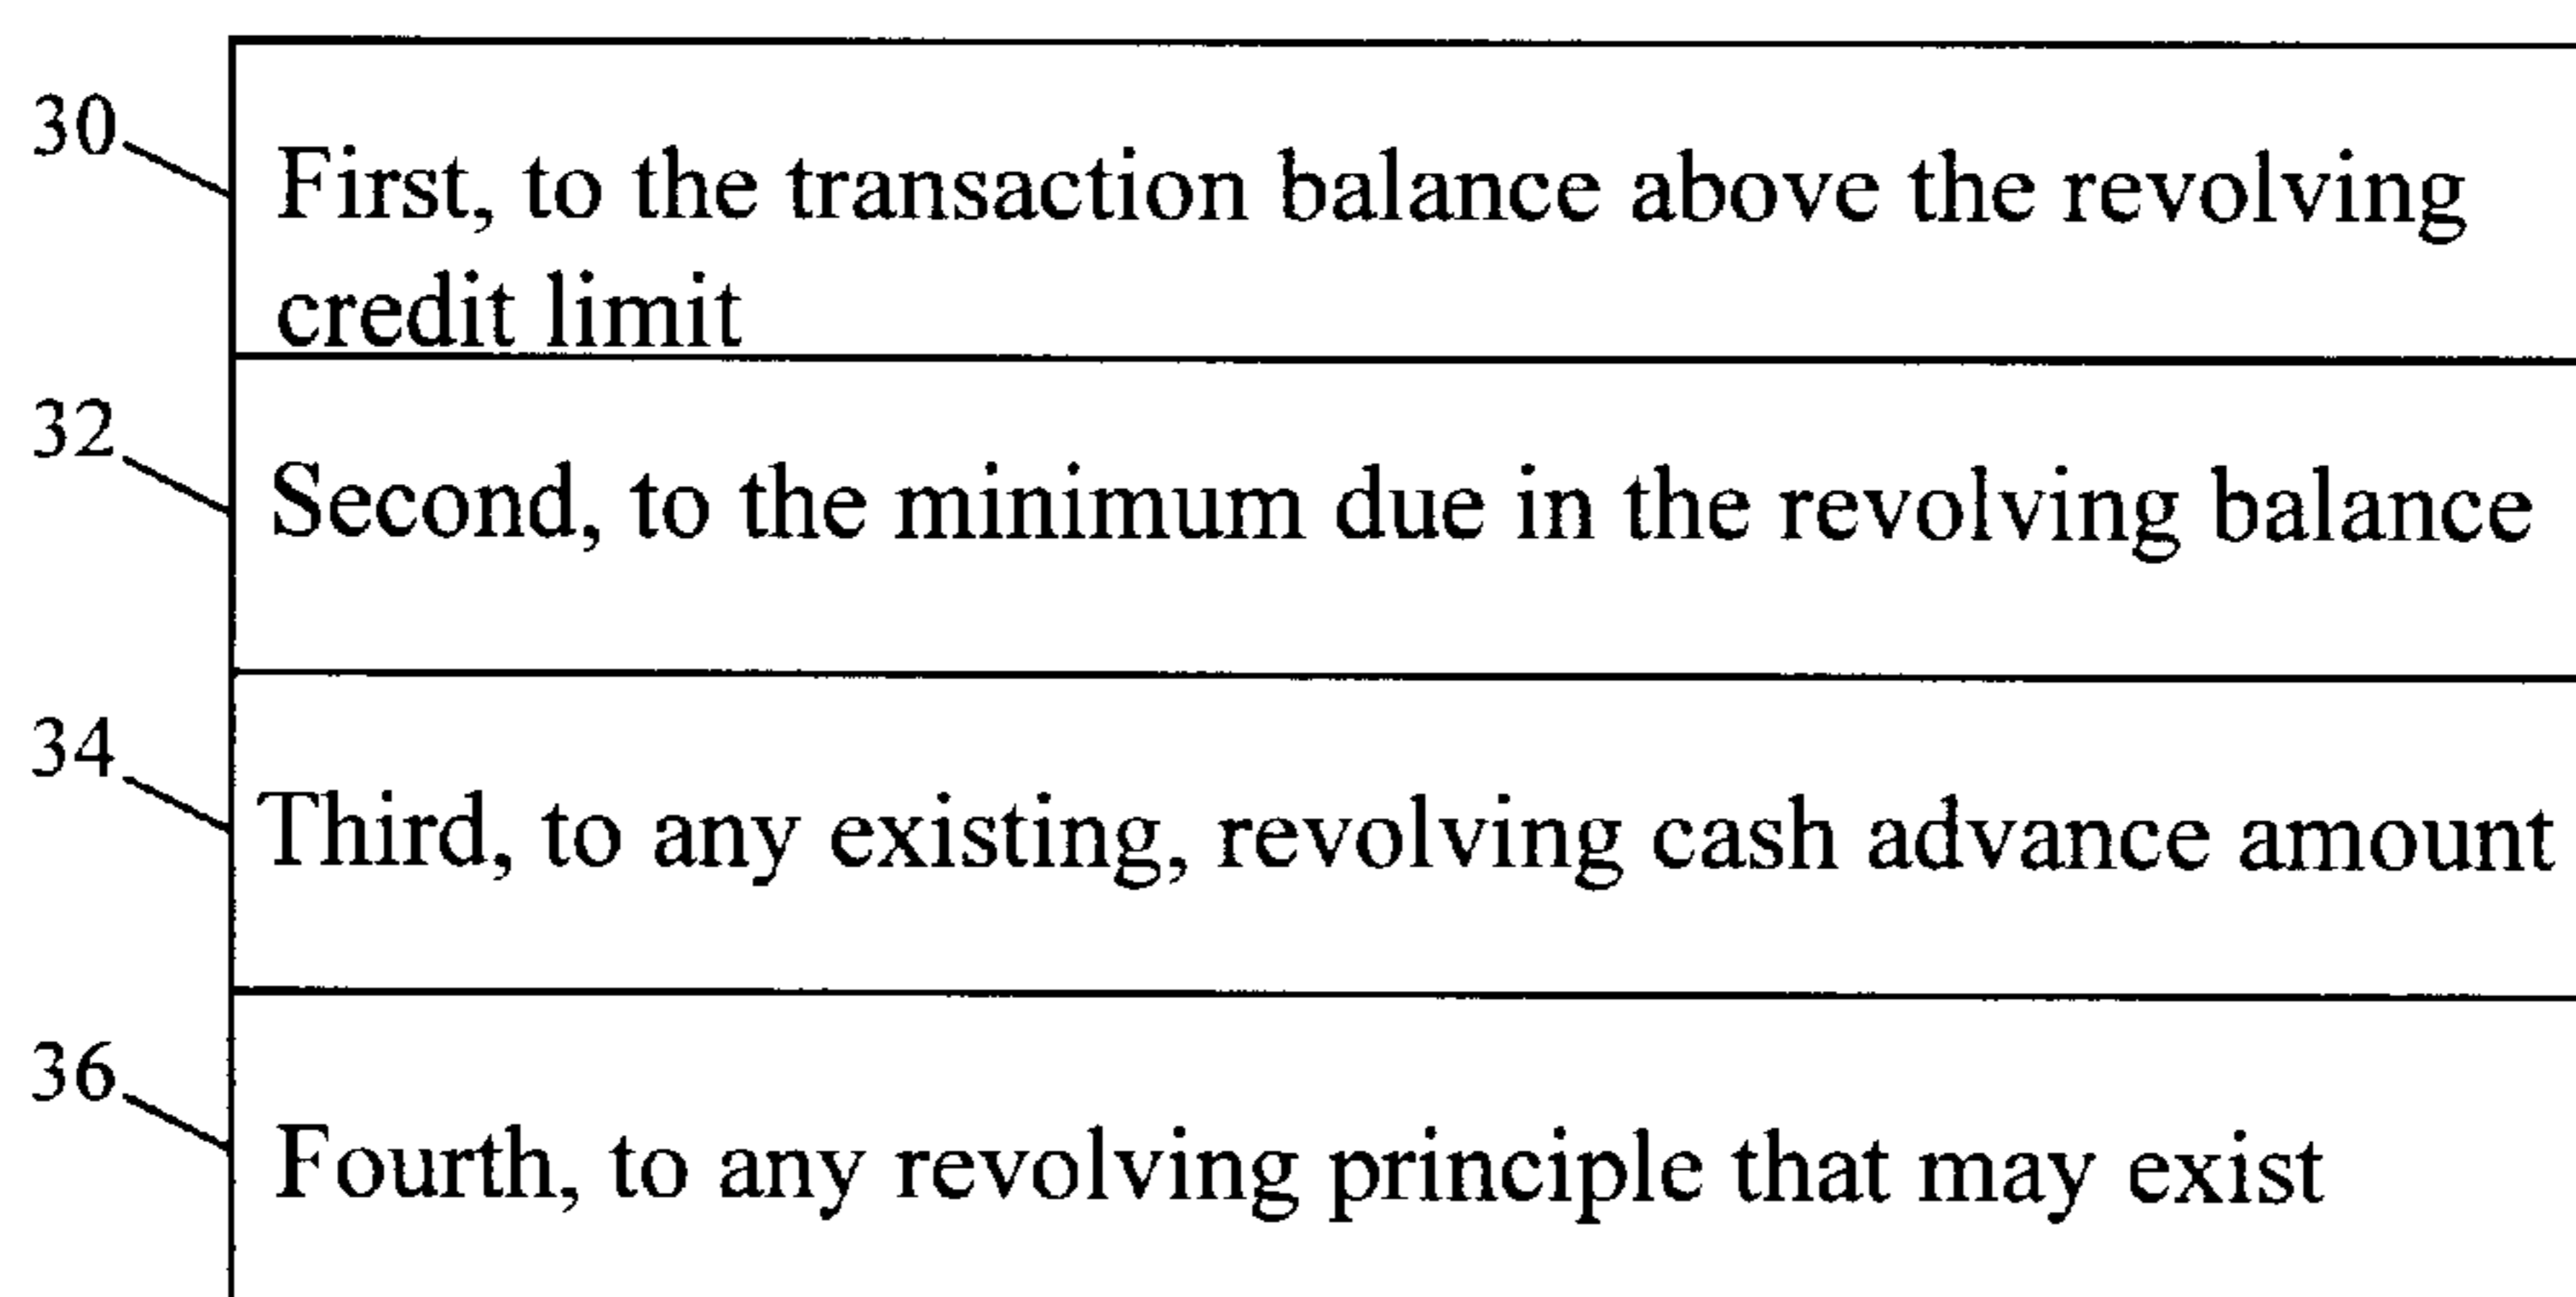 30
First, to the transaction balance above the revolving
credit limit
32
Second, to the minimum due in the revolving balance
34
Third, to any existing, revolving cash advance amount
36
Fourth, to any revolving principle that may exist